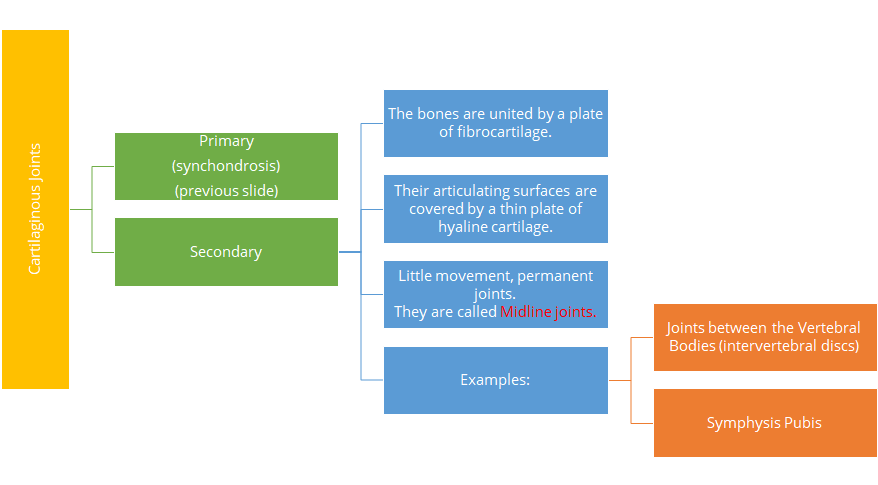 Cartilaginous Joints
Primary
(synchondrosis)
(previous slide)
Secondary
The bones are united by a plate
of fibrocartilage.
Their articulating surfaces are
covered by a thin plate of
hyaline cartilage.
Little movement, permanent
joints.
They are called Midline joints.
Examples:
Joints between the Vertebral
Bodies (intervertebral discs)
Symphysis Pubis